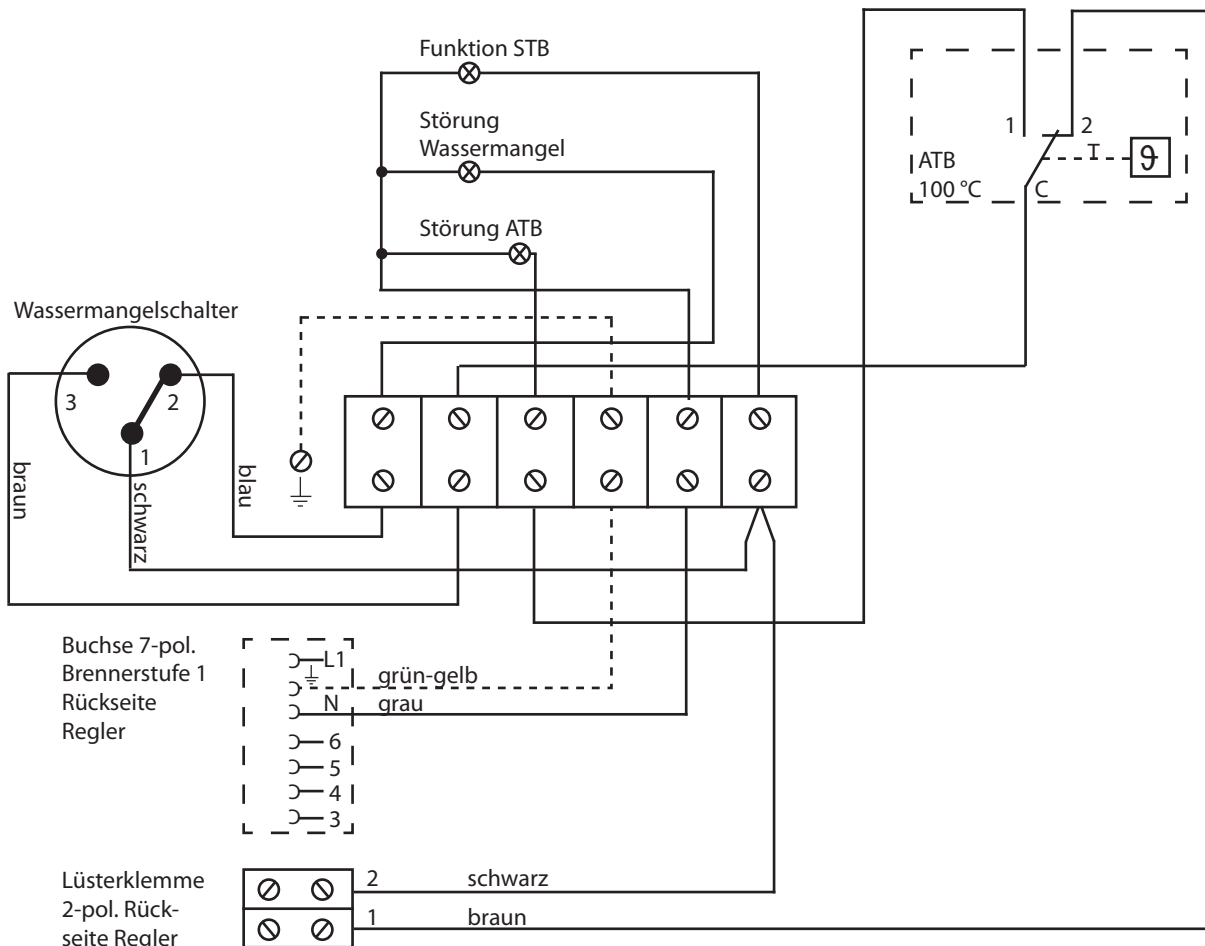 Funktion STB
Störung
Wassermangel
Störung ATB
1
2
T
ϑ
ATB
100 °C
C
Wassermangelschalter
3
2
1
braun
schwarz
blau
Buchse 7-pol.
Brennerstufe 1
Rückseite
Regler
L1
grün-gelb
N
grau
6
5
4
3
Lüsterklemme
2-pol. Rück-
seite Regler
2
schwarz
1
braun